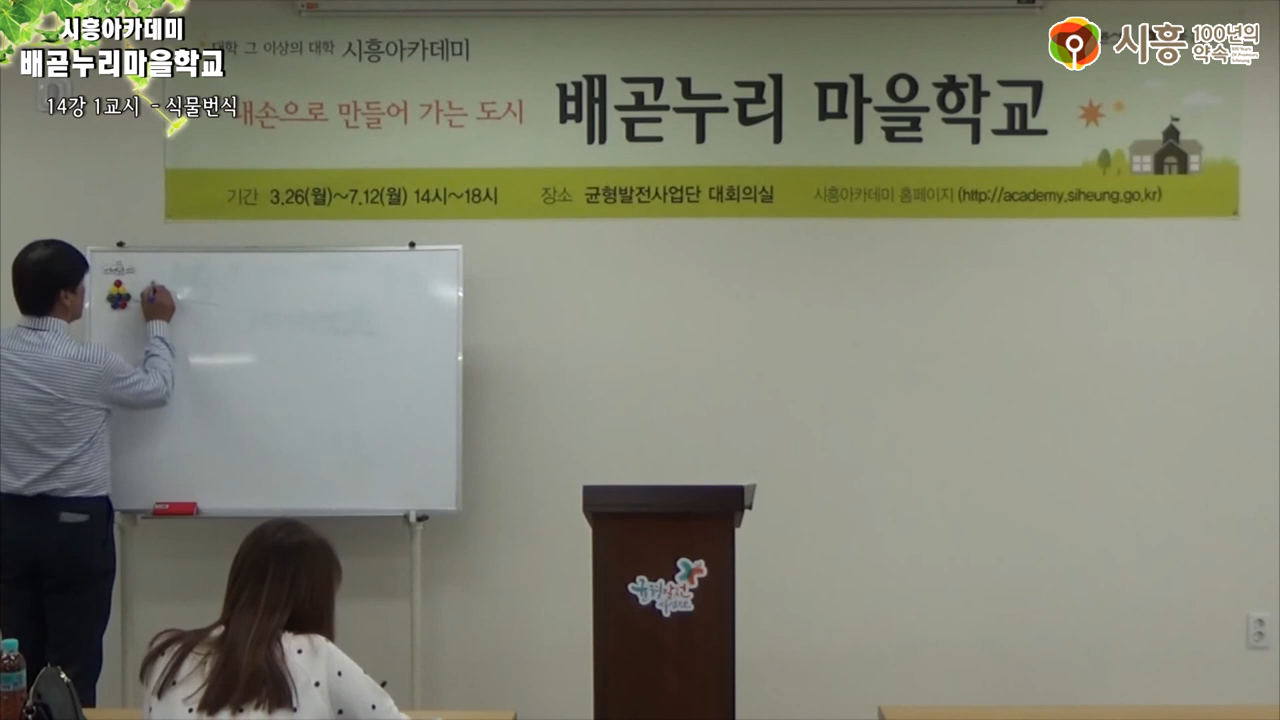 시흥아카데미
배곧누리마을학교
14강 1교시 - 식물번식
시흥 100년의 약속
대학 그 이상의 대학 시흥아카데미
내손으로 만들어 가는 도시 배곧누리 마을학교
기간 3.26(월)~7.12(월) 14시~18시 장소 균형발전사업단 대회의실 시흥아카데미 홈페이지 (http://academy.siheung.go.kr)
균형발전